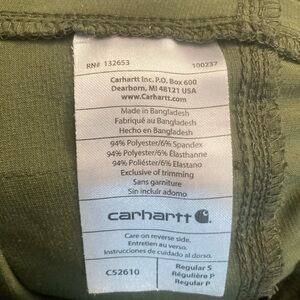 RN# 132653 100237
Carhartt Inc. P.O. Box 600
Dearborn, MI 48121 USA
www.Carhartt.com
Made in Bangladesh
Fabriqué au Bangladesh
Hecho en Bangladesh
94% Polyester/6% Spandex
94% Polyester/6% Élasthanne
94% Poliéster/6% Elastano
Exclusive of trimming
Sans garniture
Sin incluir adorno
carhartt
Care on reverse side.
Entretien au verso.
Instrucciones de cuidado al dorso.
C52610
Regular S
Régulière P
Regular P